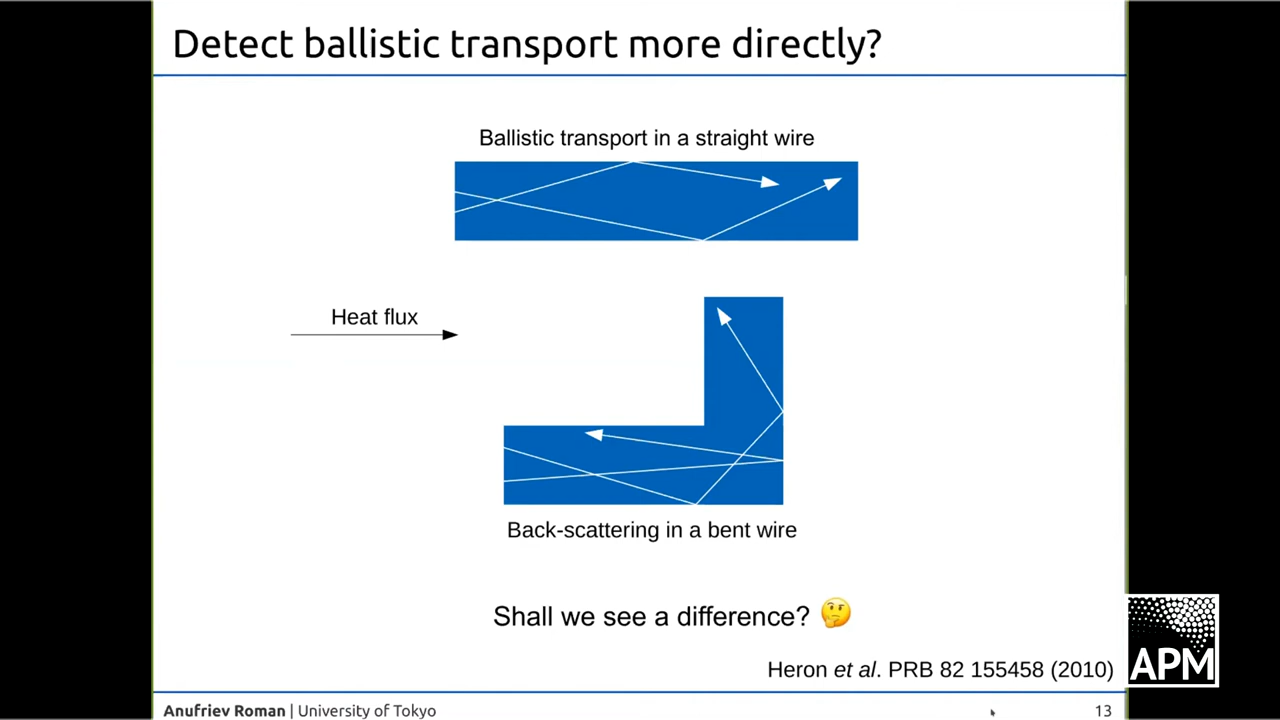 Detect ballistic transport more directly?
Ballistic transport in a straight wire
Heat flux
Back-scattering in a bent wire
Shall we see a difference? 🤔
Heron et al. PRB 82 155458 (2010)
APM
Anufriev Roman | University of Tokyo
13